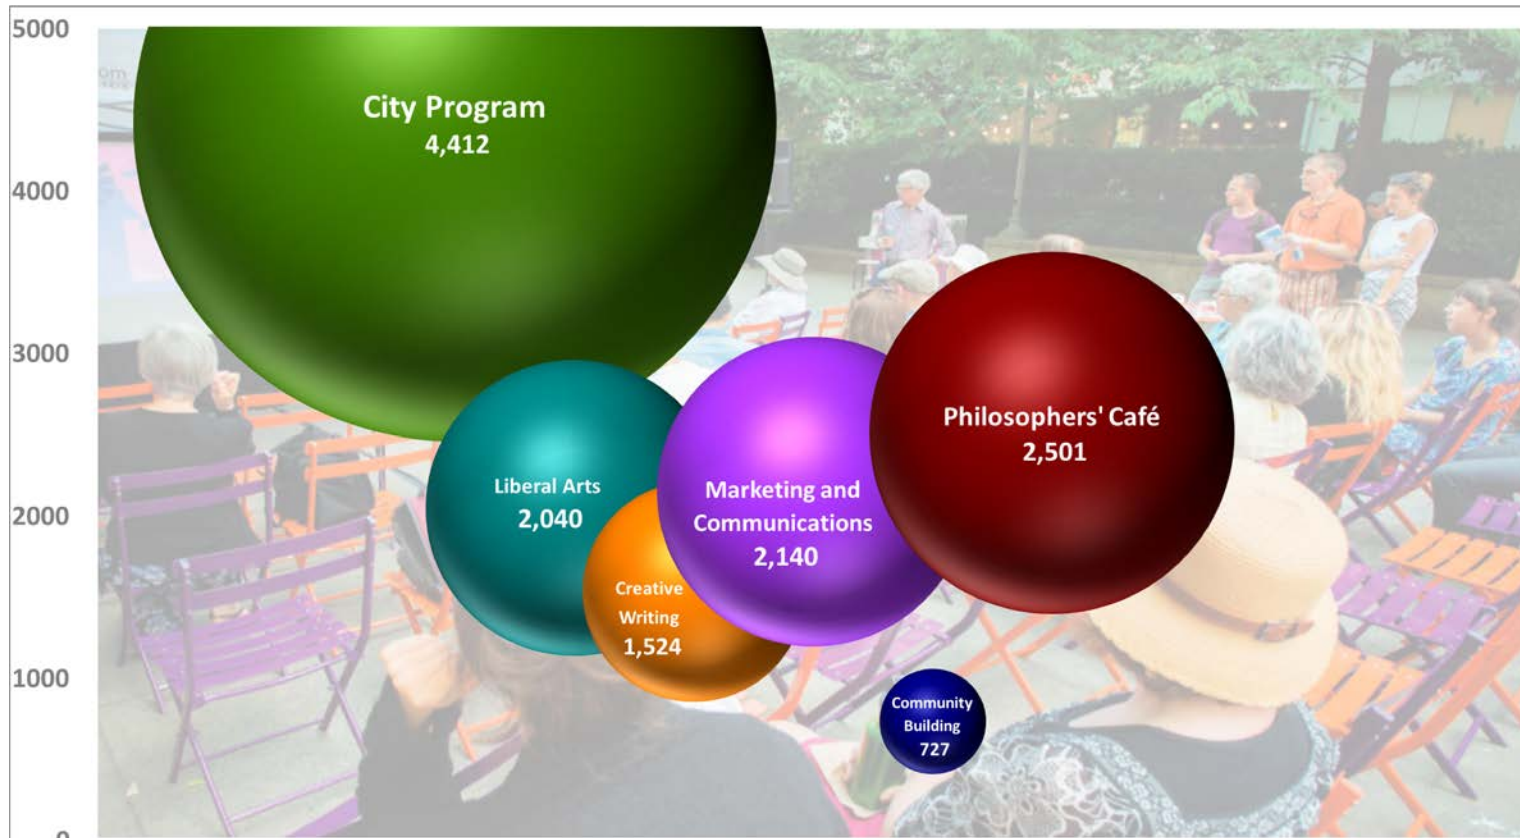 5000
City Program
4,412
4000
3000
Philosophers' Café
2,501
Liberal Arts
2,040
Marketing and
Communications
2,140
2000
Creative
Writing
1,524
1000
Community
Building
727
0